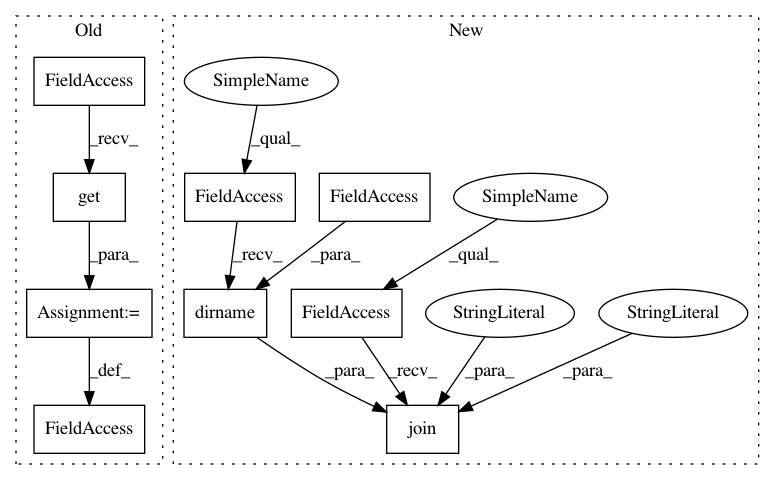 Old
New
FieldAccess
SimpleName
_recv_
_qual_
get
FieldAccess
FieldAccess
SimpleName
_para_
_recv_
_para_
_qual_
Assignment:=
dirname
FieldAccess
StringLiteral
StringLiteral
_def_
_para_
_recv_
_para_
_para_
FieldAccess
join